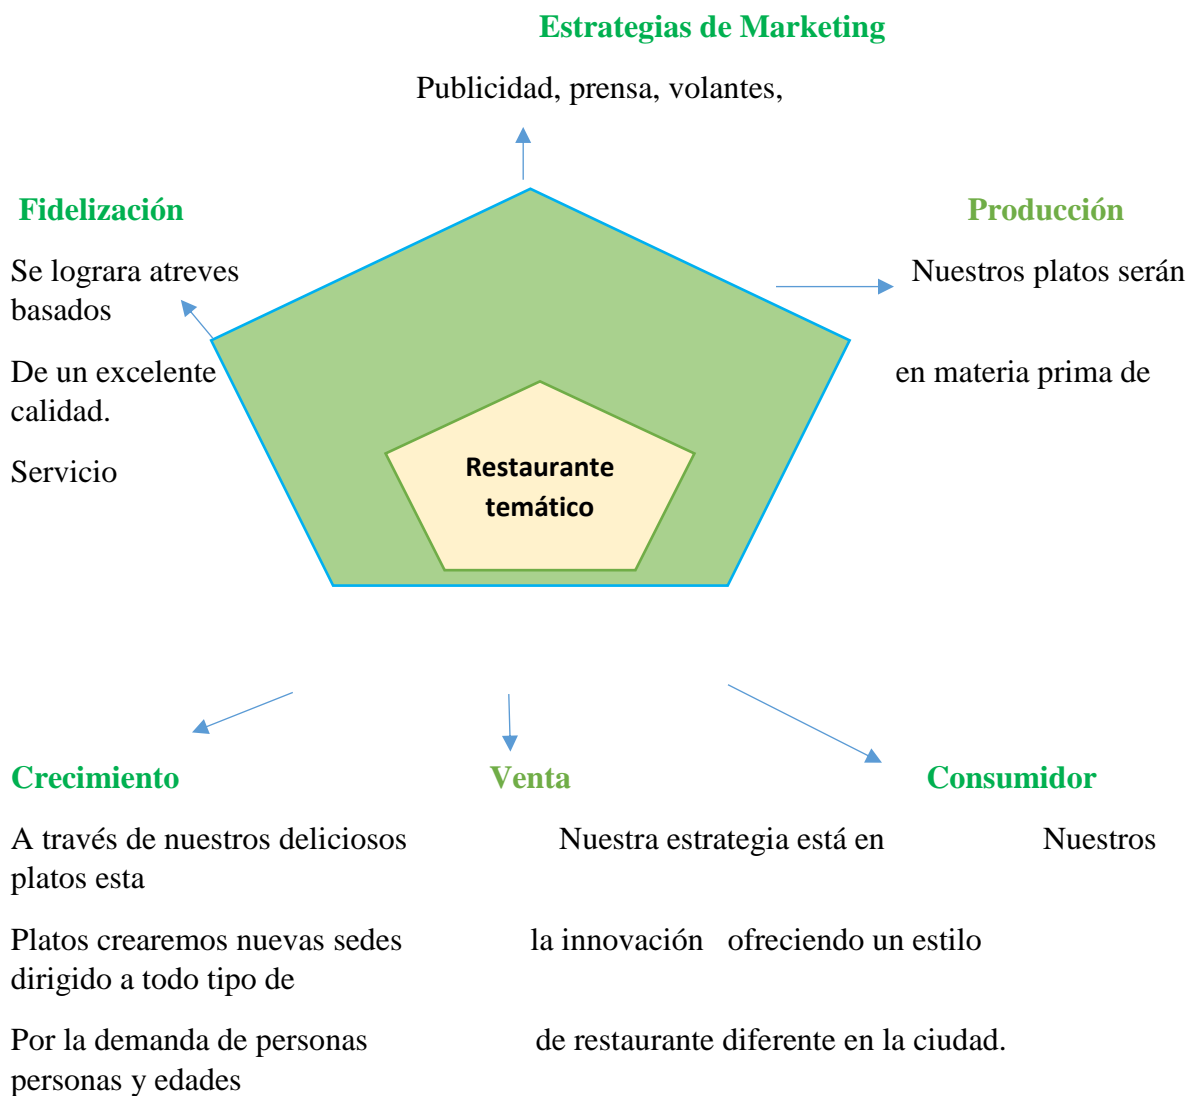 Estrategias de Marketing
Publicidad, prensa, volantes,
Fidelización Producción
Se lograra atreves Nuestros platos serán
basados
De un excelente en materia prima de
calidad.
Servicio
Restaurante
temático
Crecimiento Venta Consumidor
A través de nuestros deliciosos Nuestra estrategia está en Nuestros
platos esta
Platos crearemos nuevas sedes la innovación ofreciendo un estilo
dirigido a todo tipo de
Por la demanda de personas de restaurante diferente en la ciudad.
personas y edades